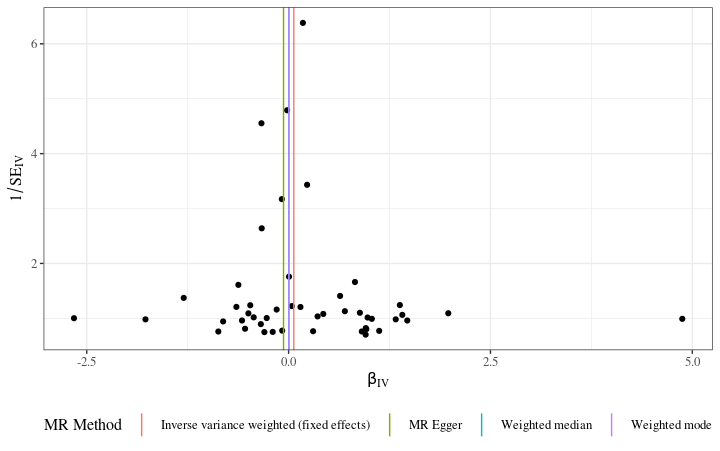 6
4
2
1/SE_IV
-2.5
0.0
2.5
5.0
β_IV
MR Method
Inverse variance weighted (fixed effects)
MR Egger
Weighted median
Weighted mode